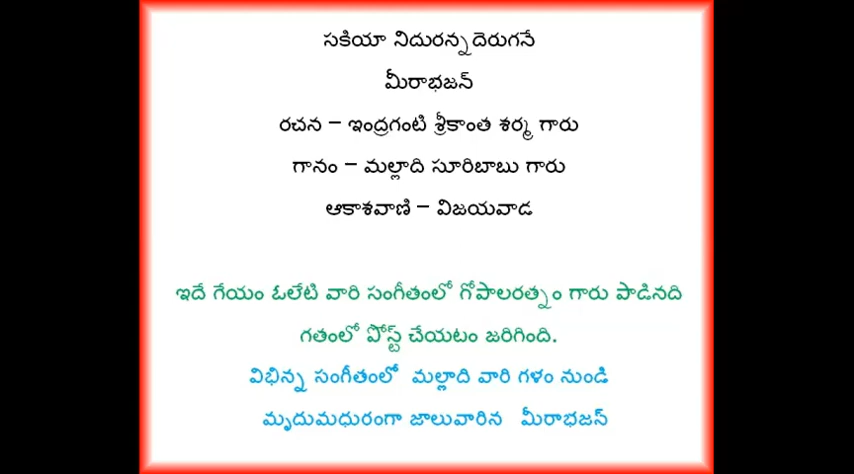 సకియా నిదురన్నదెరుగనే
మీరాభజన్
రచన – ఇంద్రగంటి శ్రీకాంత శర్మ గారు
గానం – మల్లాది సూరిబాబు గారు
ఆకాశవాణి – విజయవాడ
ఇదే గేయం ఓలేటి వారి సంగీతంలో గోపాలరత్నం గారు పాడినది
గతంలో పోస్ట్ చేయటం జరిగింది.
విభిన్న సంగీతంలో మల్లాది వారి గళం నుండి
మృదుమధురంగా జాలువారిన మీరాభజన్